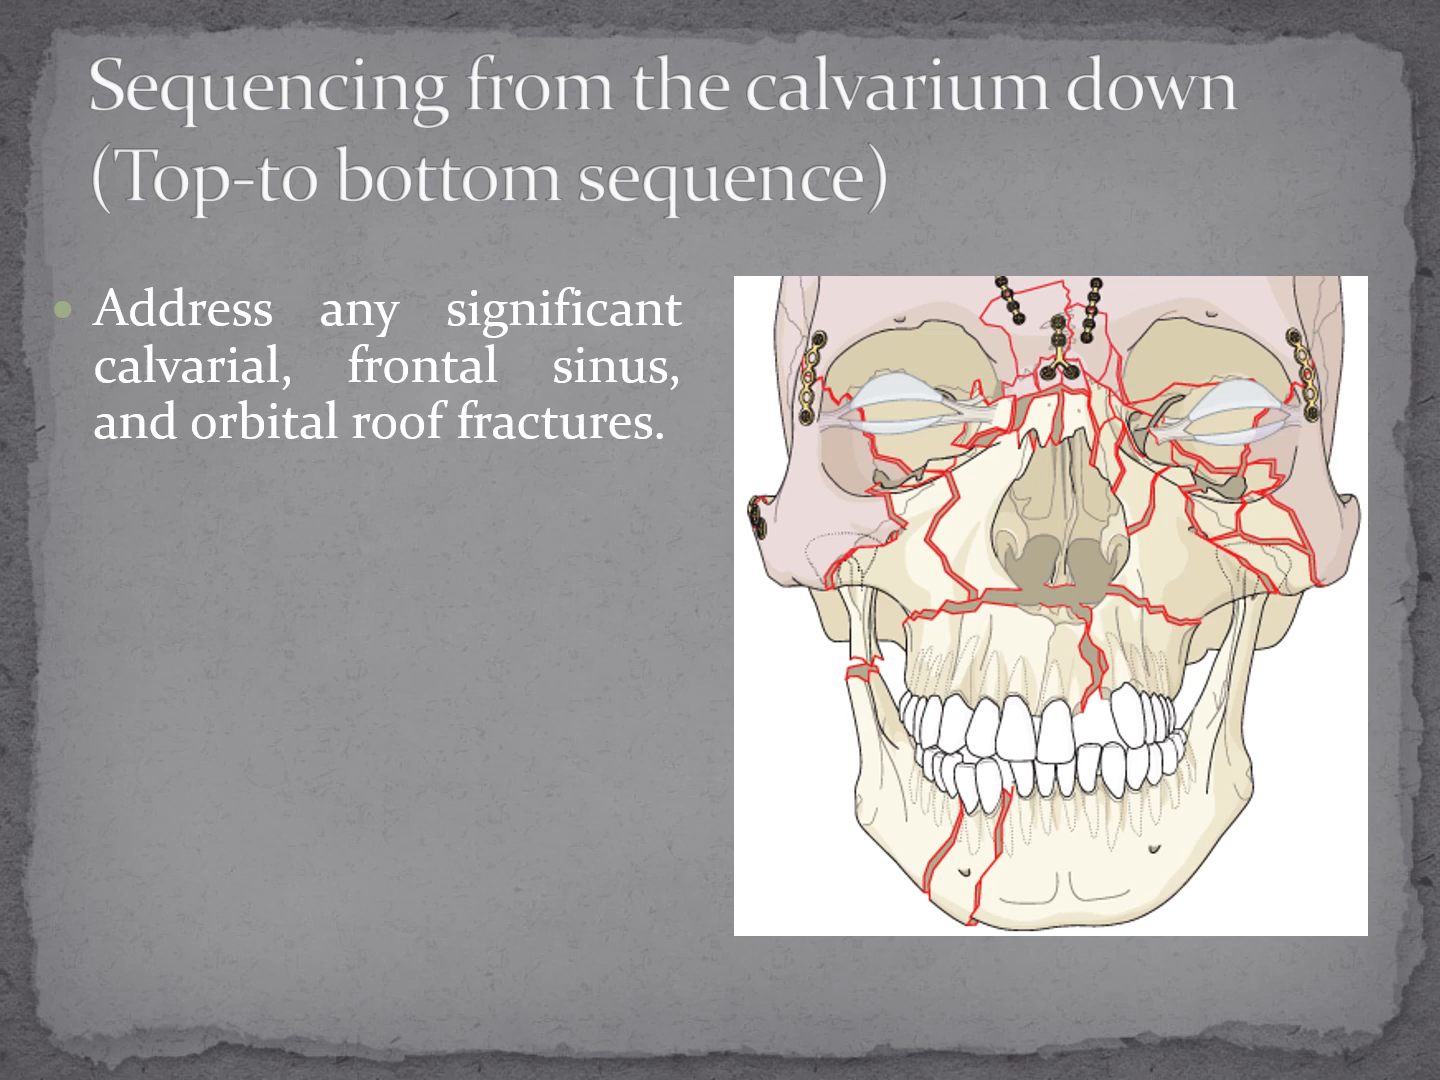 Sequencing from the calvarium down
(Top-to bottom sequence)
Address any significant
calvarial, frontal sinus,
and orbital roof fractures.